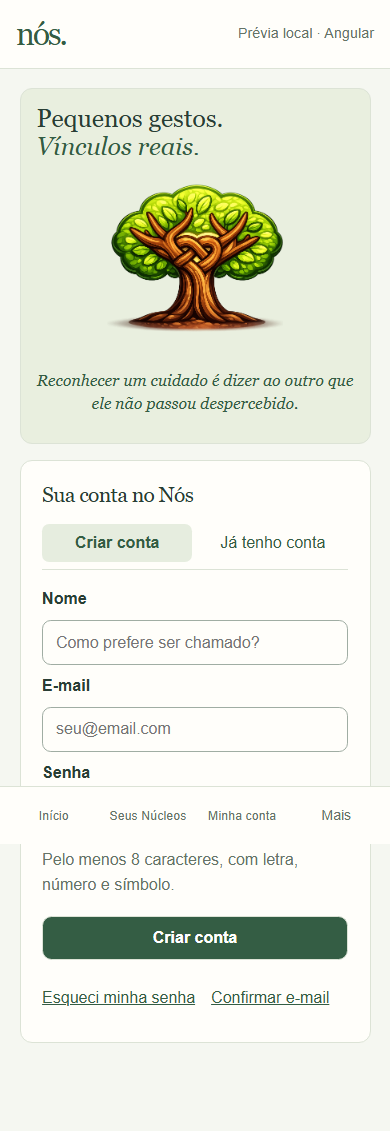 nós.
Prévia local · Angular
Pequenos gestos.
Vínculos reais.
Reconhecer um cuidado é dizer ao outro que
ele não passou despercebido.
Sua conta no Nós
Criar conta
Já tenho conta
Nome
Como prefere ser chamado?
E-mail
seu@email.com
Senha
Início
Seus Núcleos
Minha conta
Mais
Pelo menos 8 caracteres, com letra,
número e símbolo.
Criar conta
Esqueci minha senha
Confirmar e-mail